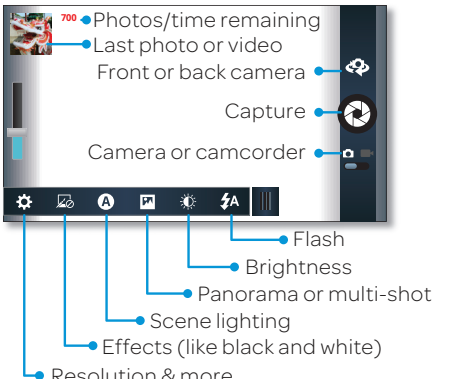 700 Photos/time remaining
Last photo or video
Front or back camera
Capture
Camera or camcorder
A A
Flash
Brightness
Panorama or multi-shot
Scene lighting
Effects (like black and white)
Resolution & more